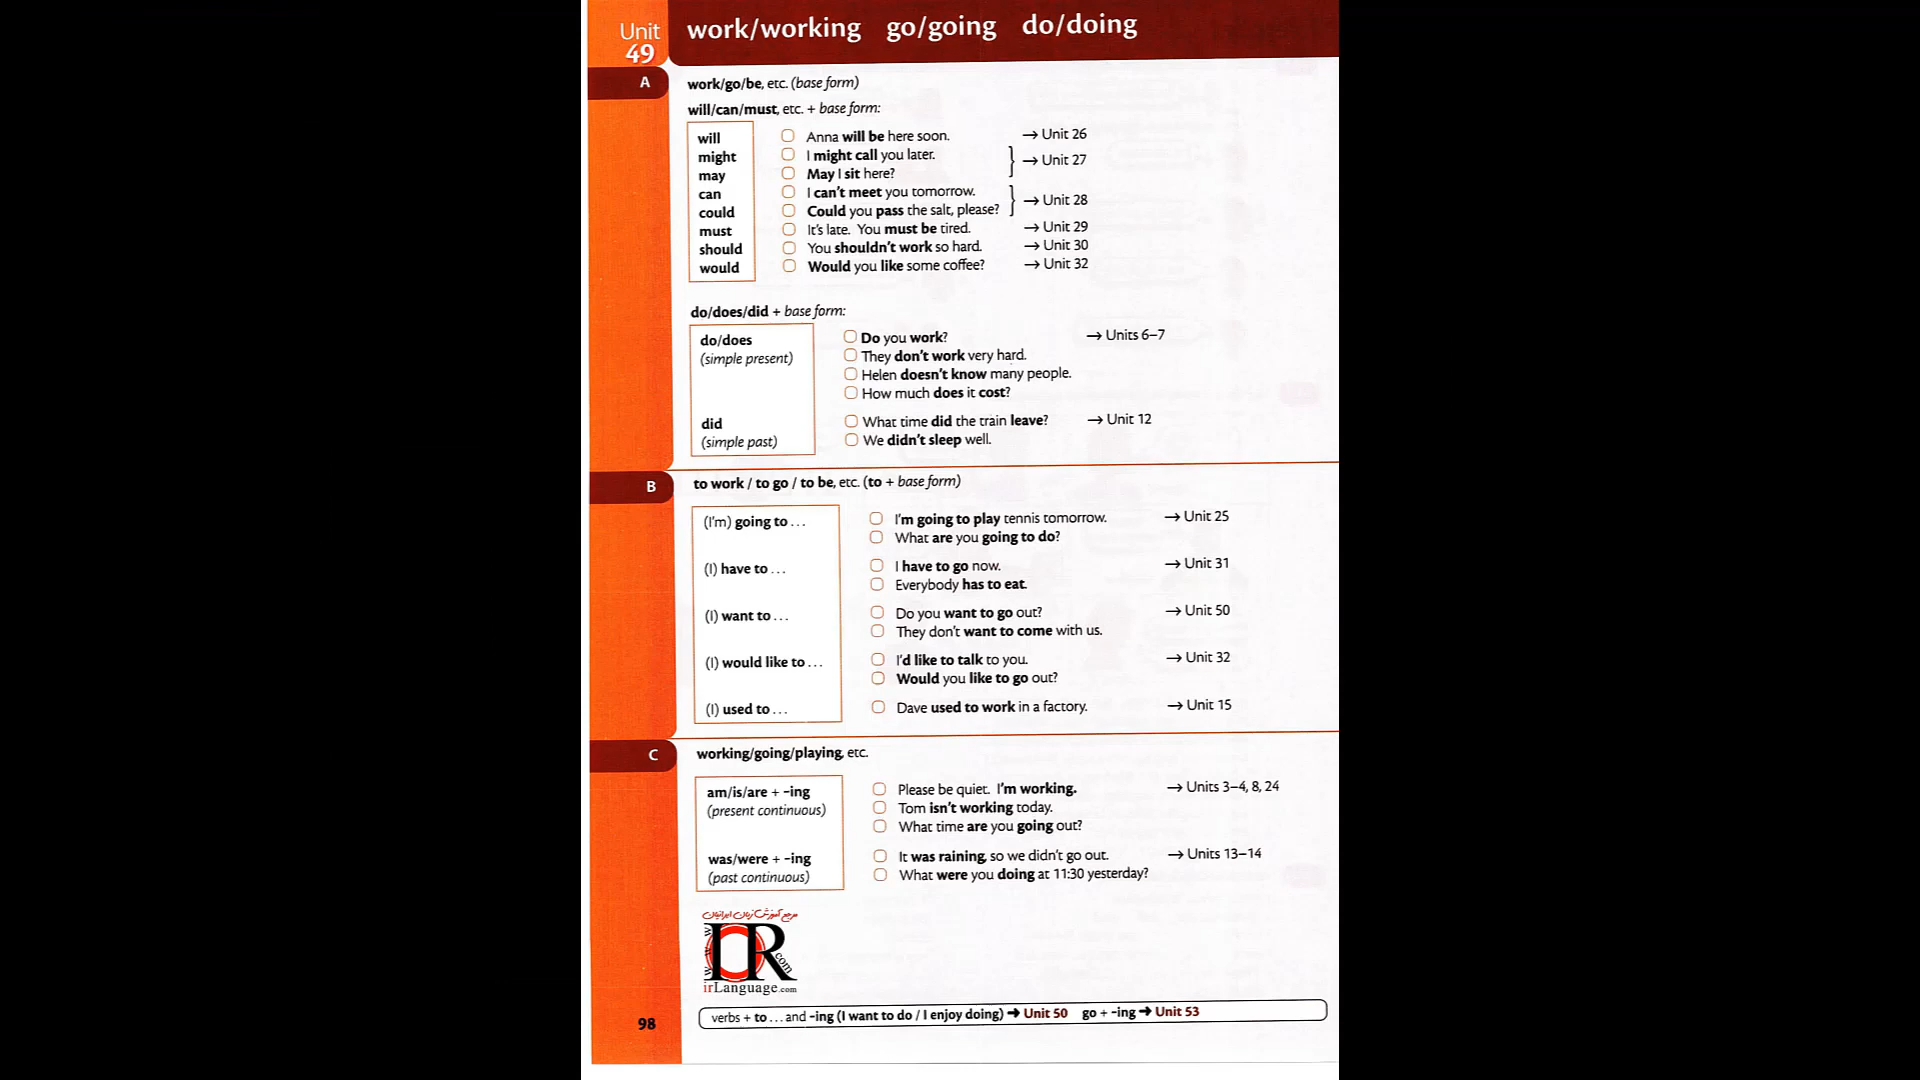 Unit
49
work/working go/going do/doing
A
work/go/be, etc. (base form)
will/can/must, etc. + base form:
will
might
may
can
could
must
should
would
Anna will be here soon. → Unit 26
I might call you later.
May I sit here?
→ Unit 27
I can't meet you tomorrow.
Could you pass the salt, please?
→ Unit 28
It's late. You must be tired. → Unit 29
You shouldn't work so hard. → Unit 30
Would you like some coffee? → Unit 32
do/does/did + base form:
do/does
(simple present)
Do you work? → Units 6–7
They don't work very hard.
Helen doesn't know many people.
How much does it cost?
did
(simple past)
What time did the train leave? → Unit 12
We didn't sleep well.
B
to work / to go / to be, etc. (to + base form)
(I'm) going to ...
I'm going to play tennis tomorrow. → Unit 25
What are you going to do?
(I) have to ...
I have to go now. → Unit 31
Everybody has to eat.
(I) want to ...
Do you want to go out? → Unit 50
They don't want to come with us.
(I) would like to ...
I'd like to talk to you. → Unit 32
Would you like to go out?
(I) used to ...
Dave used to work in a factory. → Unit 15
C
working/going/playing, etc.
am/is/are + -ing
(present continuous)
Please be quiet. I'm working. → Units 3–4, 8, 24
Tom isn't working today.
What time are you going out?
was/were + -ing
(past continuous)
It was raining, so we didn't go out. → Units 13–14
What were you doing at 11:30 yesterday?
مرجع آموزش زبان ایرانیان
www.
IR
.com
irLanguage.com
98
verbs + to ... and -ing (I want to do / I enjoy doing) → Unit 50 go + -ing → Unit 53